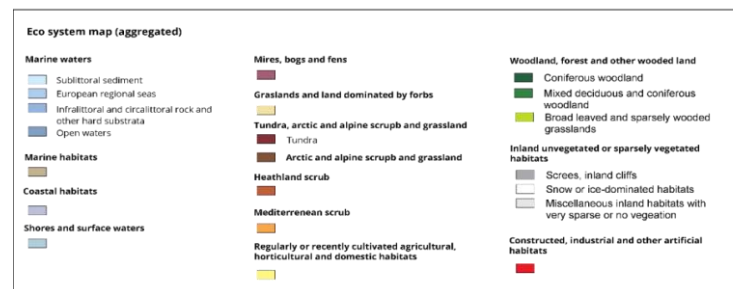 Eco system map (aggregated)
Marine waters
Sublittoral sediment
European regional seas
Infralittoral and circalittoral rock and
other hard substrata
Open waters
Marine habitats
Coastal habitats
Shores and surface waters
Mires, bogs and fens
Graslands and land dominated by forbs
Tundra, arctic and alpine scrupb and grassland
Tundra
Arctic and alpine scrupb and grassland
Heathland scrub
Mediterrean scrub
Regularly or recently cultivated agricultural,
horticultural and domestic habitats
Woodland, forest and other wooded land
Coniferous woodland
Mixed deciduous and coniferous
woodland
Broad leaved and sparsely wooded
grasslands
Inland unvegetated or sparsely vegetated
habitats
Screes, inland cliffs
Snow or ice-dominated habitats
Miscellaneous inland habitats with
very sparse or no vegeation
Constructed, industrial and other artificial
habitats